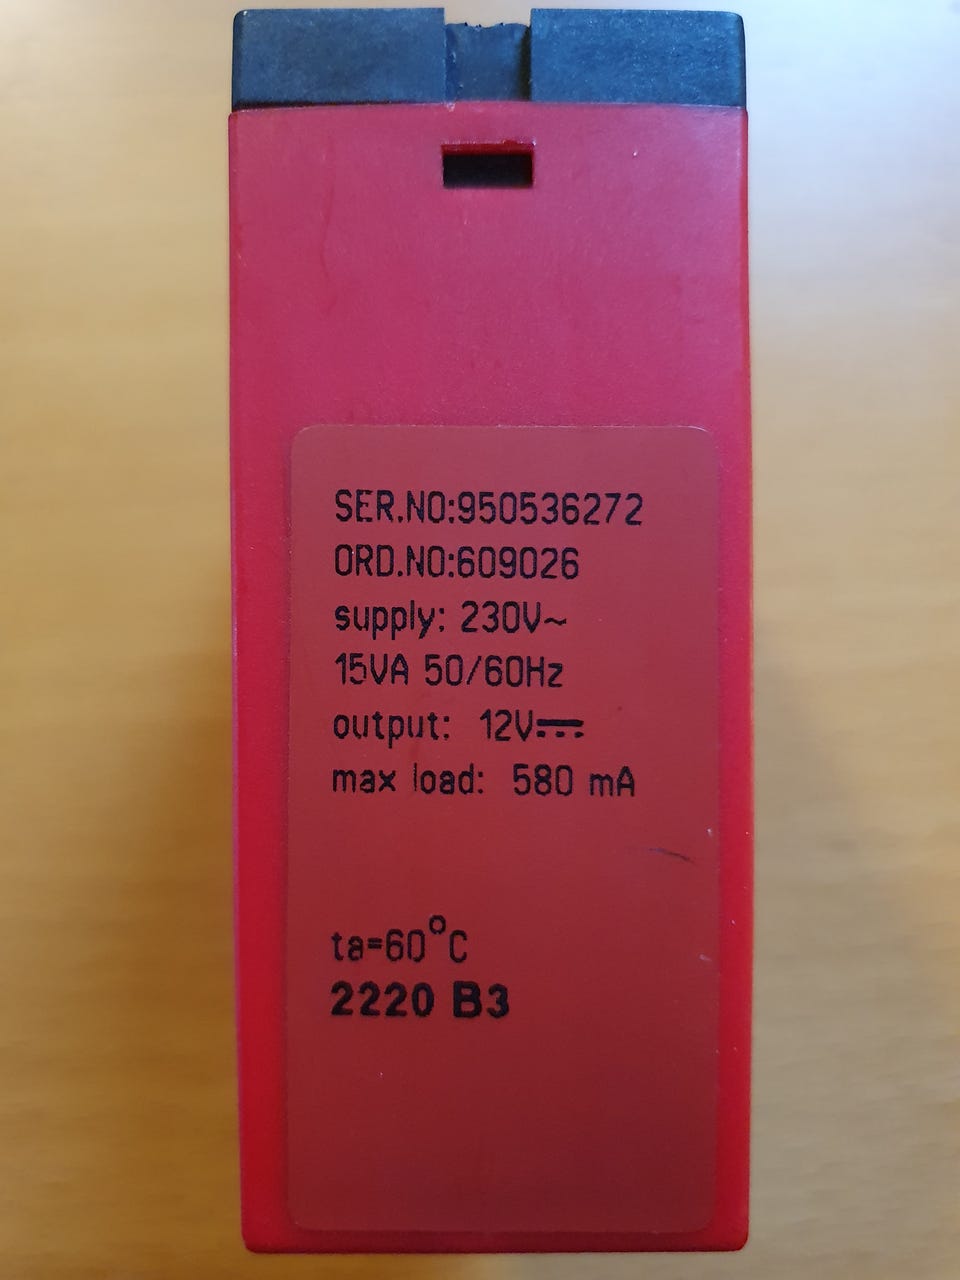 SER.NO:950536272
ORD.NO:609026
supply: 230V~
15VA 50/60Hz
output: 12V⎓
max load: 580 mA
ta=60°C
2220 B3